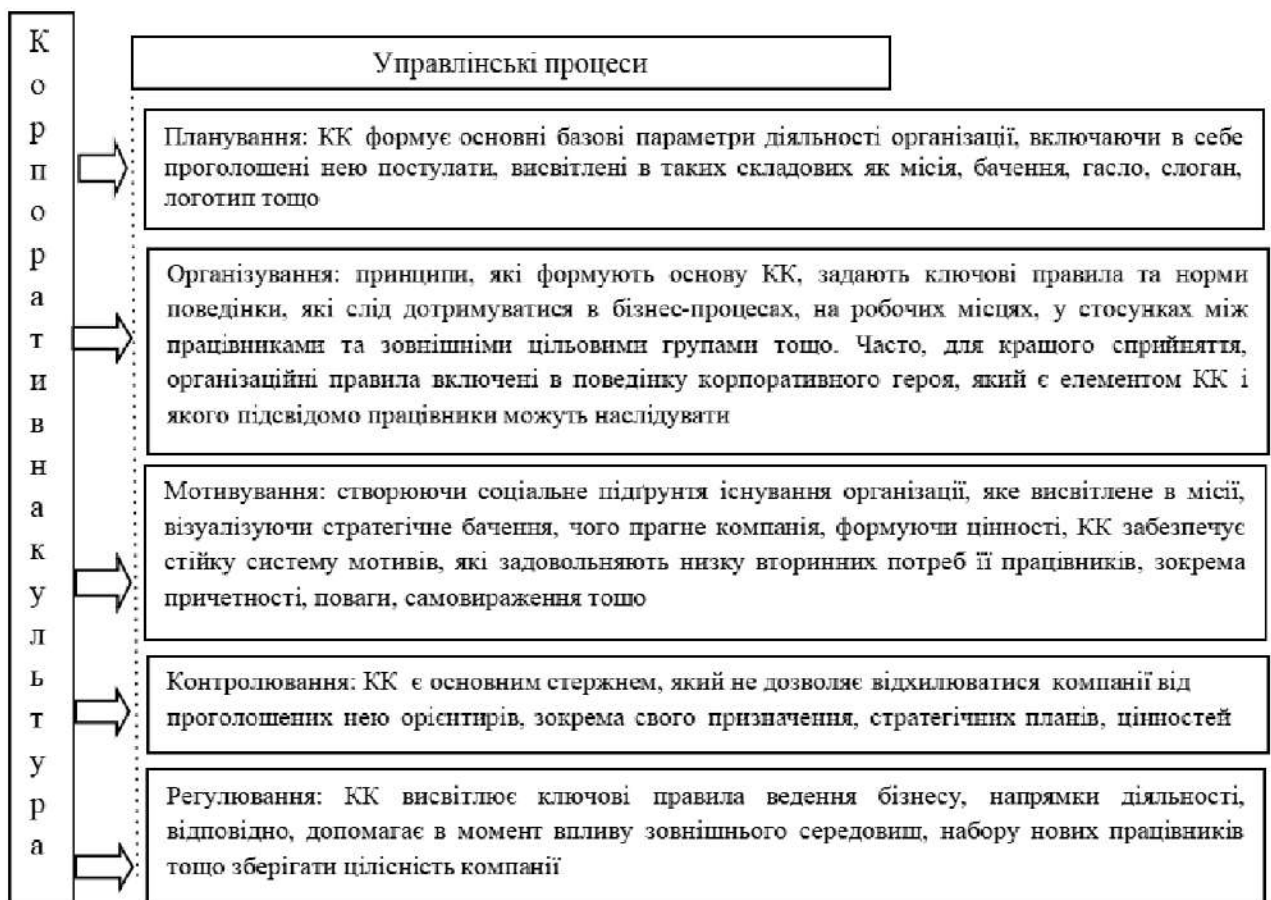 Корпоративна культура
Управлінські процеси
Планування: КК формує основні базові параметри діяльності організації, включаючи в себе
проголошені нею постулати, висвітлені в таких складових як місія, бачення, гасло, слоган,
логотип тощо
Організування: принципи, які формують основу КК, задають ключові правила та норми
поведінки, які слід дотримуватися в бізнес-процесах, на робочих місцях, у стосунках між
працівниками та зовнішніми цільовими групами тощо. Часто, для кращого сприйняття,
організаційні правила включені в поведінку корпоративного героя, який є елементом КК і
якого підсвідомо працівники можуть наслідувати
Мотивування: створюючи соціальне підґрунтя існування організації, яке висвітлене в місії,
візуалізуючи стратегічне бачення, чого прагне компанія, формуючи цінності, КК забезпечує
стійку систему мотивів, які задовольняють низку вторинних потреб її працівників, зокрема
причетності, поваги, самовираження тощо
Контролювання: КК є основним стержнем, який не дозволяє відхилюватися компанії від
проголошених нею орієнтирів, зокрема свого призначення, стратегічних планів, цінностей
Регулювання: КК висвітлює ключові правила ведення бізнесу, напрямки діяльності,
відповідно, допомагає в момент впливу зовнішнього середовищ, набору нових працівників
тощо зберігати цілісність компанії